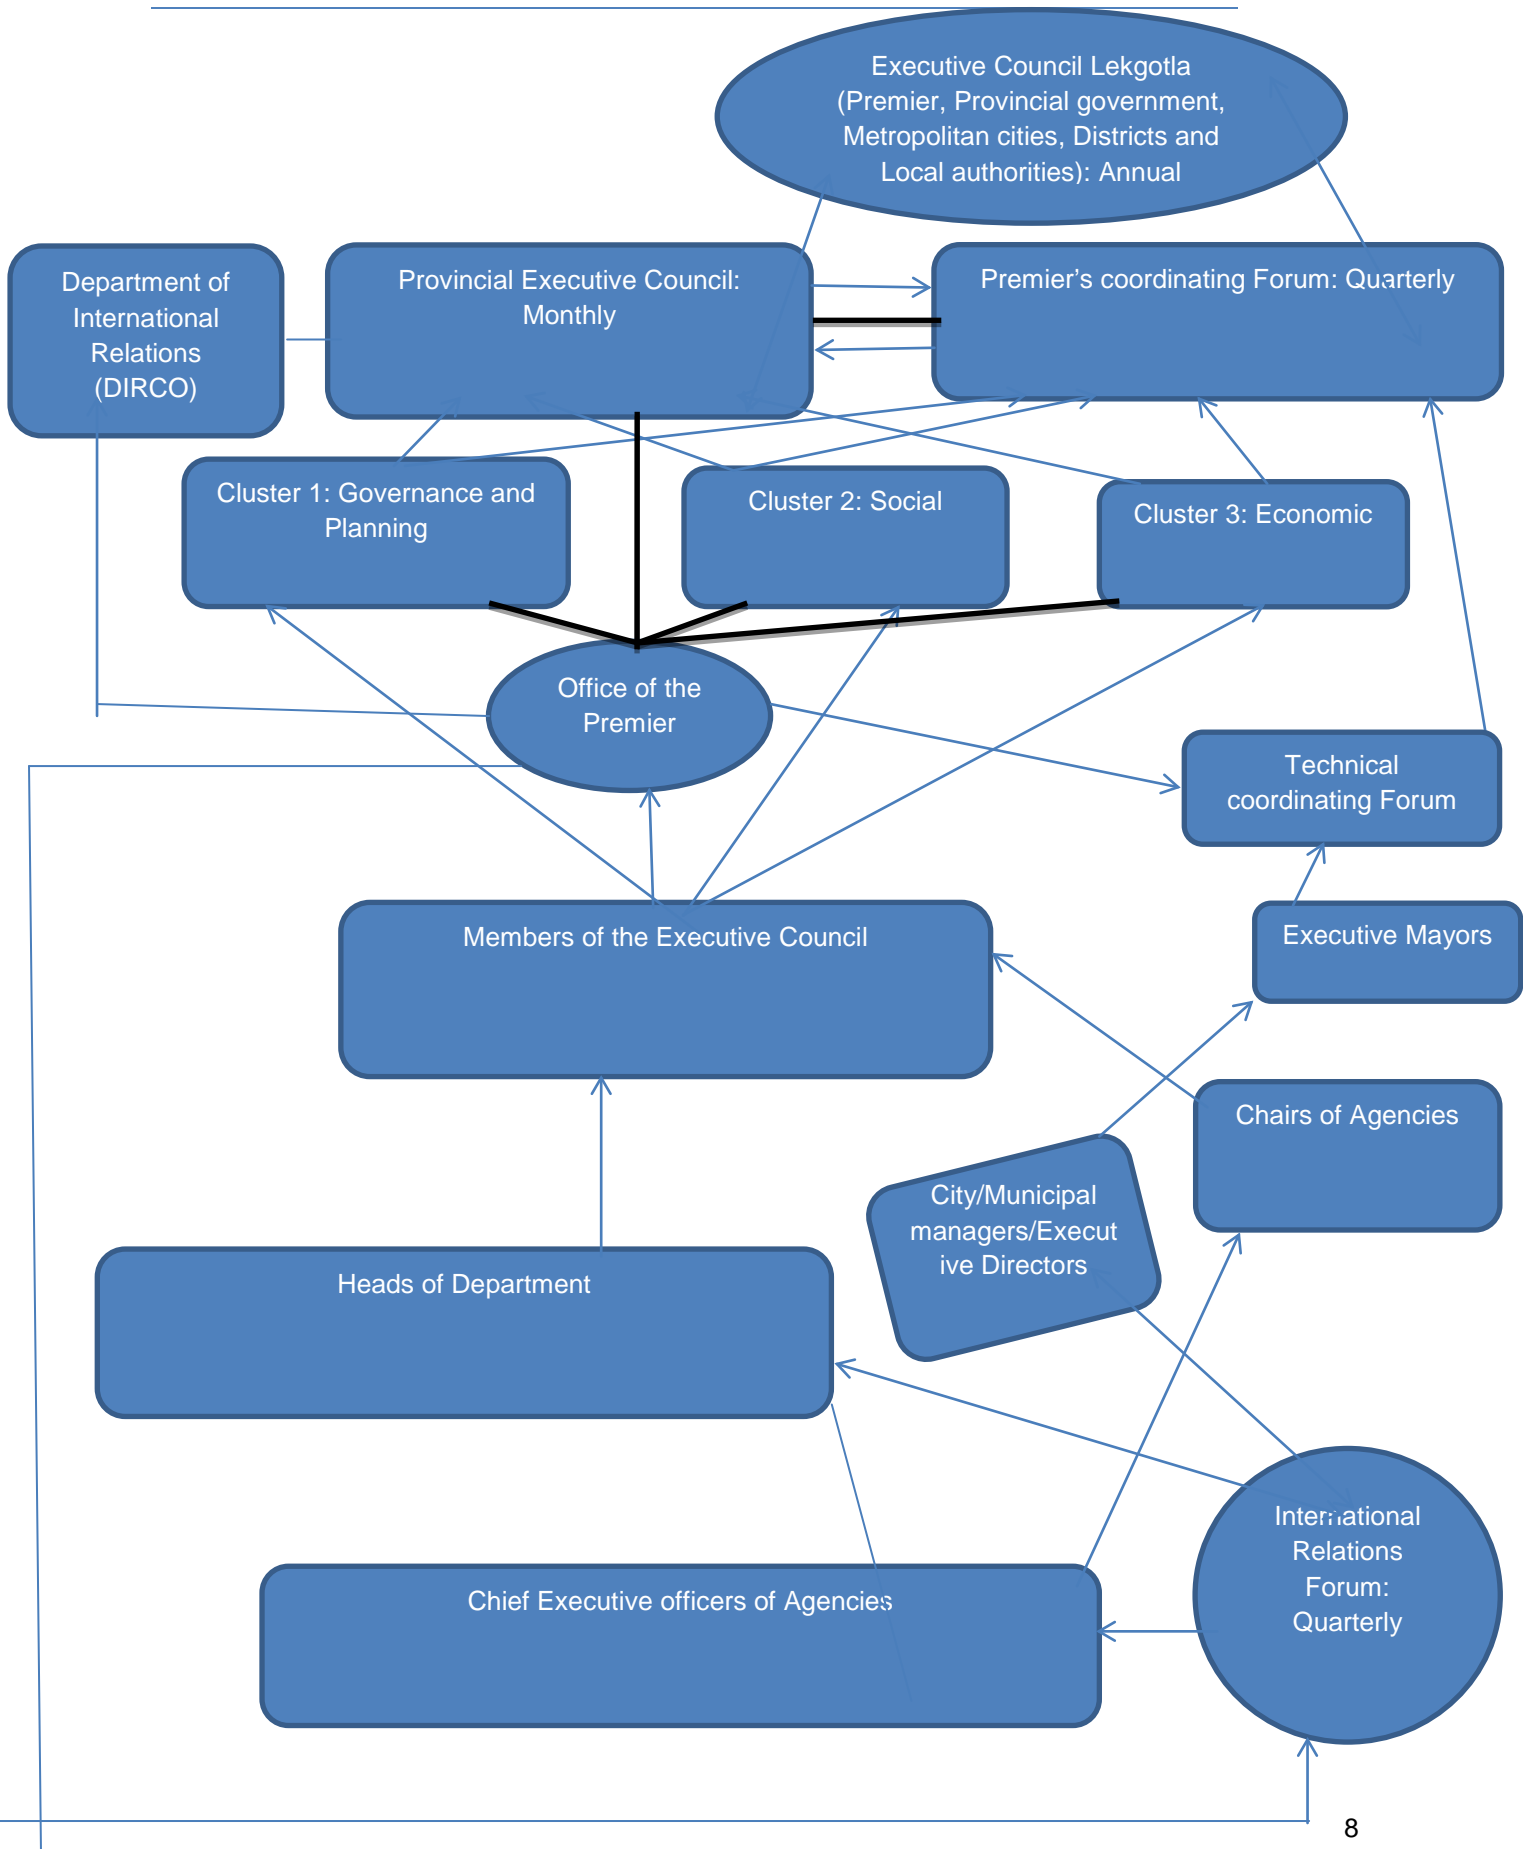 Executive Council Lekgotla
(Premier, Provincial government,
Metropolitan cities, Districts and
Local authorities): Annual
Department of
International
Relations
(DIRCO)
Provincial Executive Council:
Monthly
Premier’s coordinating Forum: Quarterly
Cluster 1: Governance and
Planning
Cluster 2: Social
Cluster 3: Economic
Office of the
Premier
Technical
coordinating Forum
Members of the Executive Council
Executive Mayors
Chairs of Agencies
City/Municipal
managers/Execut
ive Directors
Heads of Department
International
Relations
Forum:
Quarterly
Chief Executive officers of Agencies
8